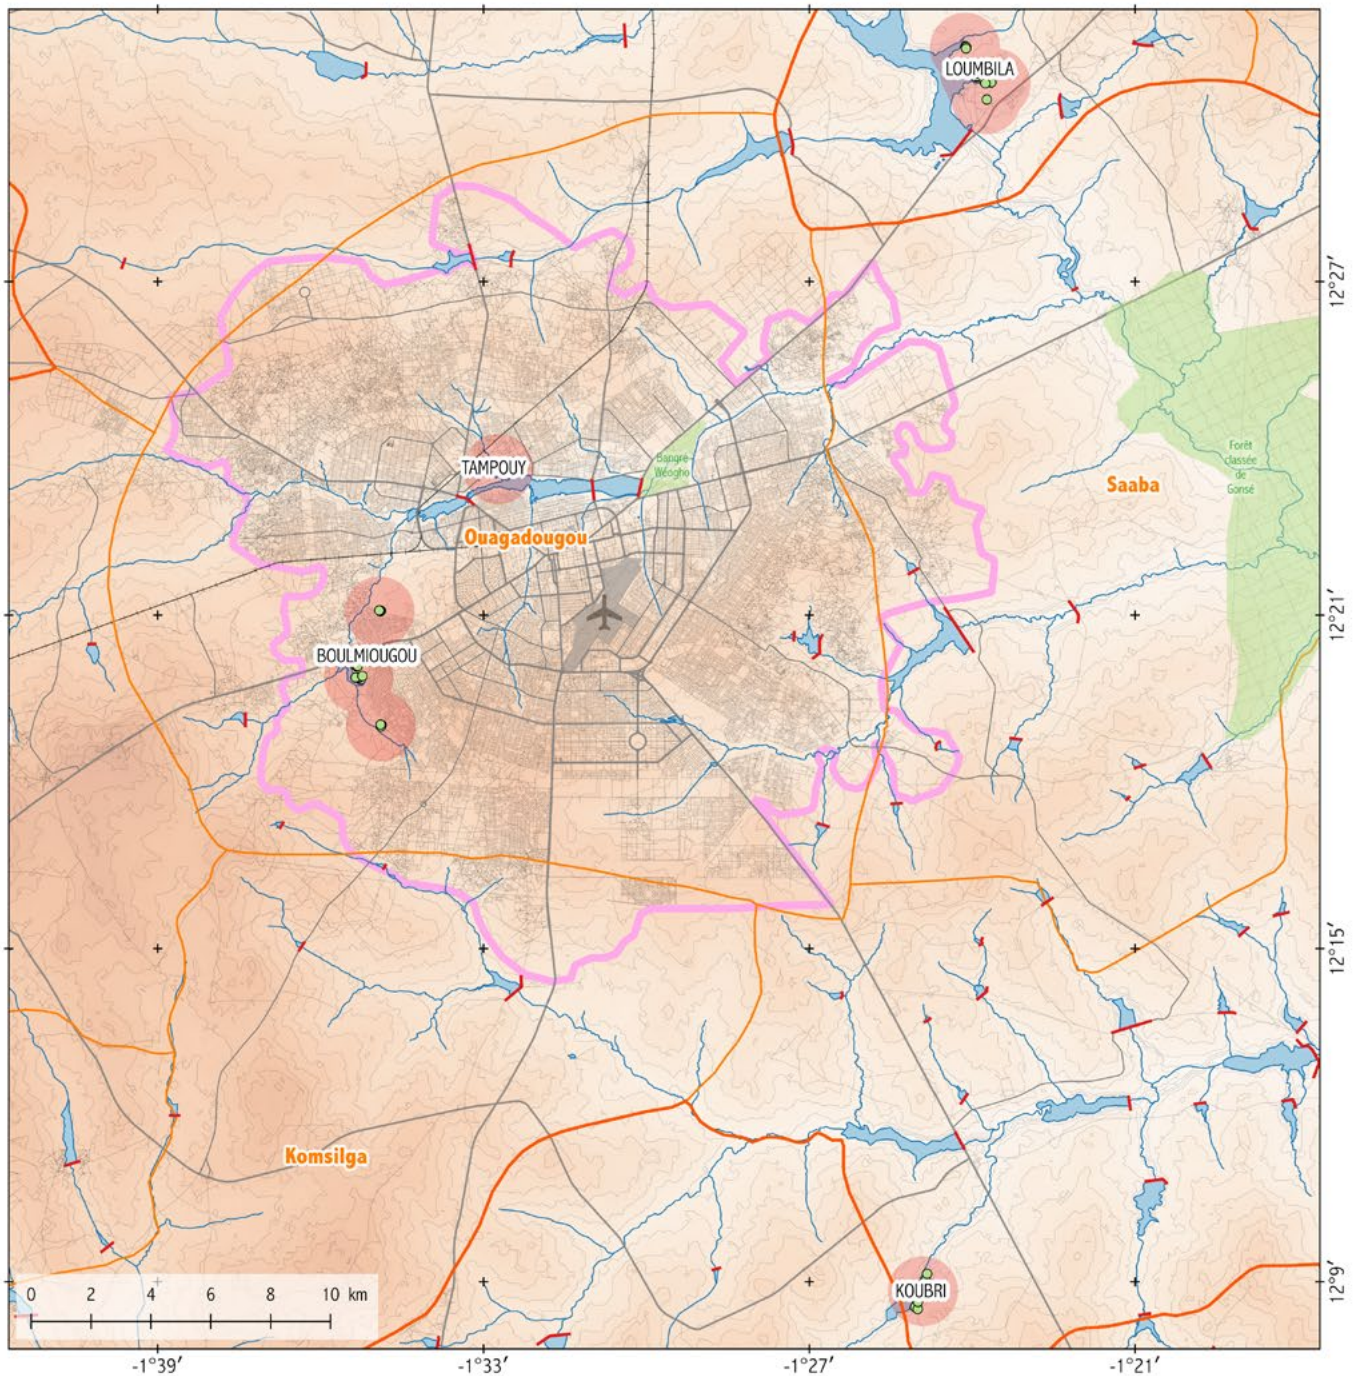 LOUMBILA
12°27′
Forêt
classée
de
Gonsé
Bangre
Wéogho
TAMPOUY
Saaba
Ouagadougou
12°21′
BOULMIOUGOU
12°15′
Komsilga
12°9′
KOUBRI
0 2 4 6 8 10 km
-1°39′ -1°33′ -1°27′ -1°21′